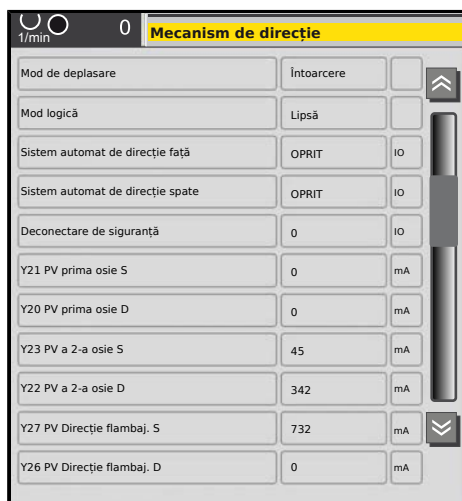 1/min 0 Mecanism de direcție
Mod de deplasare Întoarcere
Mod logică Lipsă
Sistem automat de direcție față OPRIT IO
Sistem automat de direcție spate OPRIT IO
Deconectare de siguranță 0 IO
Y21 PV prima osie S 0 mA
Y20 PV prima osie D 0 mA
Y23 PV a 2-a osie S 45 mA
Y22 PV a 2-a osie D 342 mA
Y27 PV Direcție flambaj. S 732 mA
Y26 PV Direcție flambaj. D 0 mA